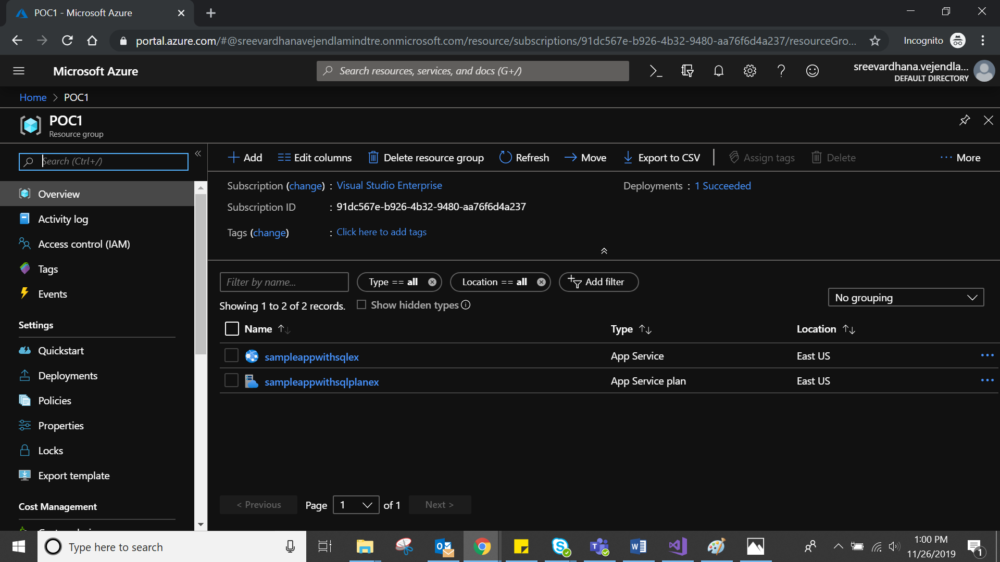 POC1 - Microsoft Azure
portal.azure.com/#@sreevardhanavejendlamindtre.onmicrosoft.com/resource/subscriptions/91dc567e-b926-4b32-9480-aa76f6d4a237/resourceGro...
Incognito
Microsoft Azure
Search resources, services, and docs (G+/)
sreevardhana.vejendla...
DEFAULT DIRECTORY
Home > POC1
POC1
Resource group
Search (Ctrl+/)
Add
Edit columns
Delete resource group
Refresh
Move
Export to CSV
Assign tags
Delete
More
Subscription (change) : Visual Studio Enterprise
Deployments : 1 Succeeded
Subscription ID : 91dc567e-b926-4b32-9480-aa76f6d4a237
Tags (change) : Click here to add tags
Overview
Activity log
Access control (IAM)
Tags
Events
Settings
Quickstart
Deployments
Policies
Properties
Locks
Export template
Cost Management
Filter by name...
Type == all
Location == all
Add filter
Showing 1 to 2 of 2 records.
Show hidden types
No grouping
Name Type Location
sampleappwithsqlex App Service East US
sampleappwithsqlplanex App Service plan East US
< Previous
Page 1 of 1
Next >
Type here to search
1:00 PM
11/26/2019
1